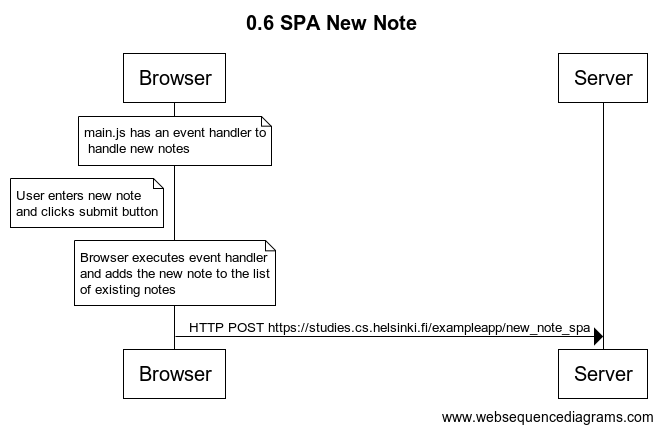 0.6 SPA New Note
Browser
Server
main.js has an event handler to
handle new notes
User enters new note
and clicks submit button
Browser executes event handler
and adds the new note to the list
of existing notes
HTTP POST https://studies.cs.helsinki.fi/exampleapp/new_note_spa
Browser
Server
www.websequencediagrams.com